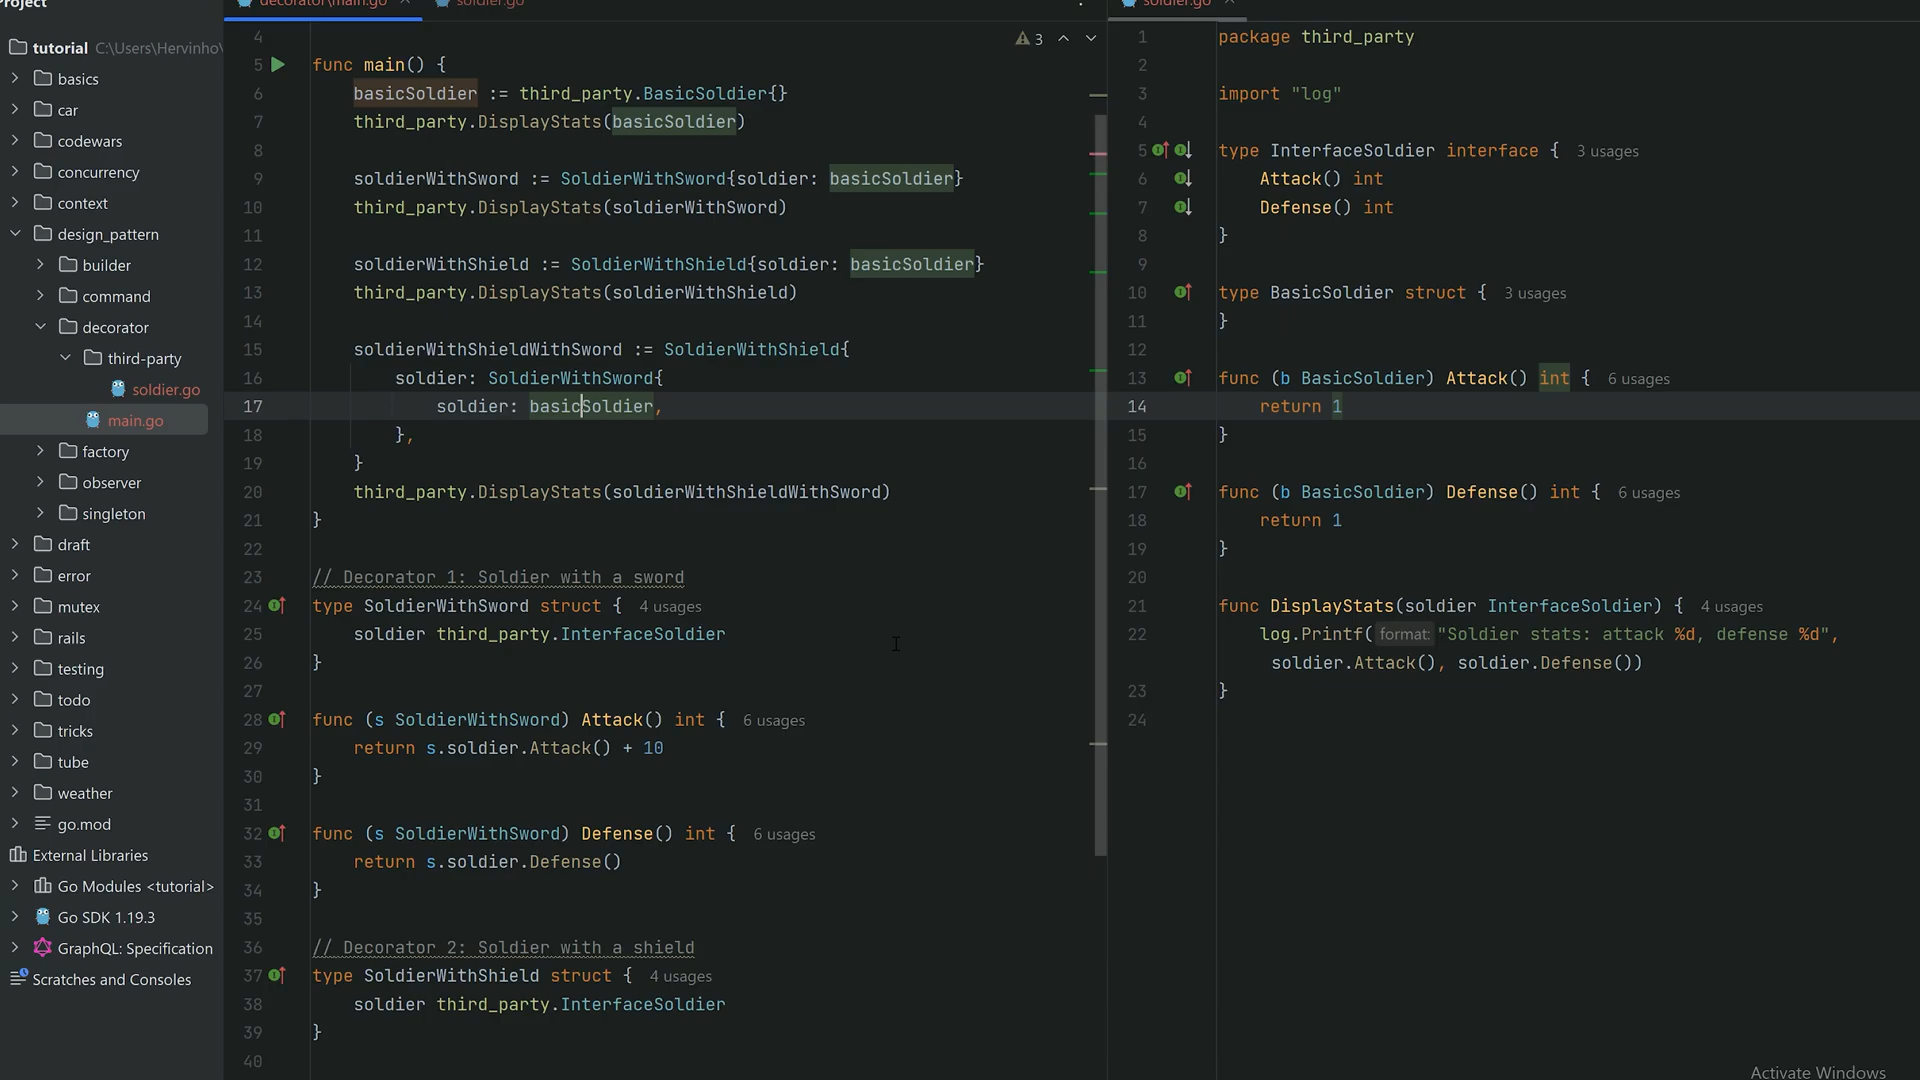 Project
tutorial C:\Users\Hervinho\
basics
car
codewars
concurrency
context
design_pattern
builder
command
decorator
third-party
soldier.go
main.go
factory
observer
singleton
draft
error
mutex
rails
testing
todo
tricks
tube
weather
go.mod
External Libraries
Go Modules <tutorial>
Go SDK 1.19.3
GraphQL: Specification
Scratches and Consoles
decorator\main.go
soldier.go
3
4
5 func main() {
6 basicSoldier := third_party.BasicSoldier{}
7 third_party.DisplayStats(basicSoldier)
8
9 soldierWithSword := SoldierWithSword{soldier: basicSoldier}
10 third_party.DisplayStats(soldierWithSword)
11
12 soldierWithShield := SoldierWithShield{soldier: basicSoldier}
13 third_party.DisplayStats(soldierWithShield)
14
15 soldierWithShieldWithSword := SoldierWithShield{
16 soldier: SoldierWithSword{
17 soldier: basicSoldier,
18 },
19 }
20 third_party.DisplayStats(soldierWithShieldWithSword)
21 }
22
23 // Decorator 1: Soldier with a sword
24 type SoldierWithSword struct { 4 usages
25 soldier third_party.InterfaceSoldier
26 }
27
28 func (s SoldierWithSword) Attack() int { 6 usages
29 return s.soldier.Attack() + 10
30 }
31
32 func (s SoldierWithSword) Defense() int { 6 usages
33 return s.soldier.Defense()
34 }
35
36 // Decorator 2: Soldier with a shield
37 type SoldierWithShield struct { 4 usages
38 soldier third_party.InterfaceSoldier
39 }
40
soldier.go
1 package third_party
2
3 import "log"
4
5 type InterfaceSoldier interface { 3 usages
6 Attack() int
7 Defense() int
8 }
9
10 type BasicSoldier struct { 3 usages
11 }
12
13 func (b BasicSoldier) Attack() int { 6 usages
14 return 1
15 }
16
17 func (b BasicSoldier) Defense() int { 6 usages
18 return 1
19 }
20
21 func DisplayStats(soldier InterfaceSoldier) { 4 usages
22 log.Printf( format: "Soldier stats: attack %d, defense %d",
soldier.Attack(), soldier.Defense())
23 }
24
Activate Windows